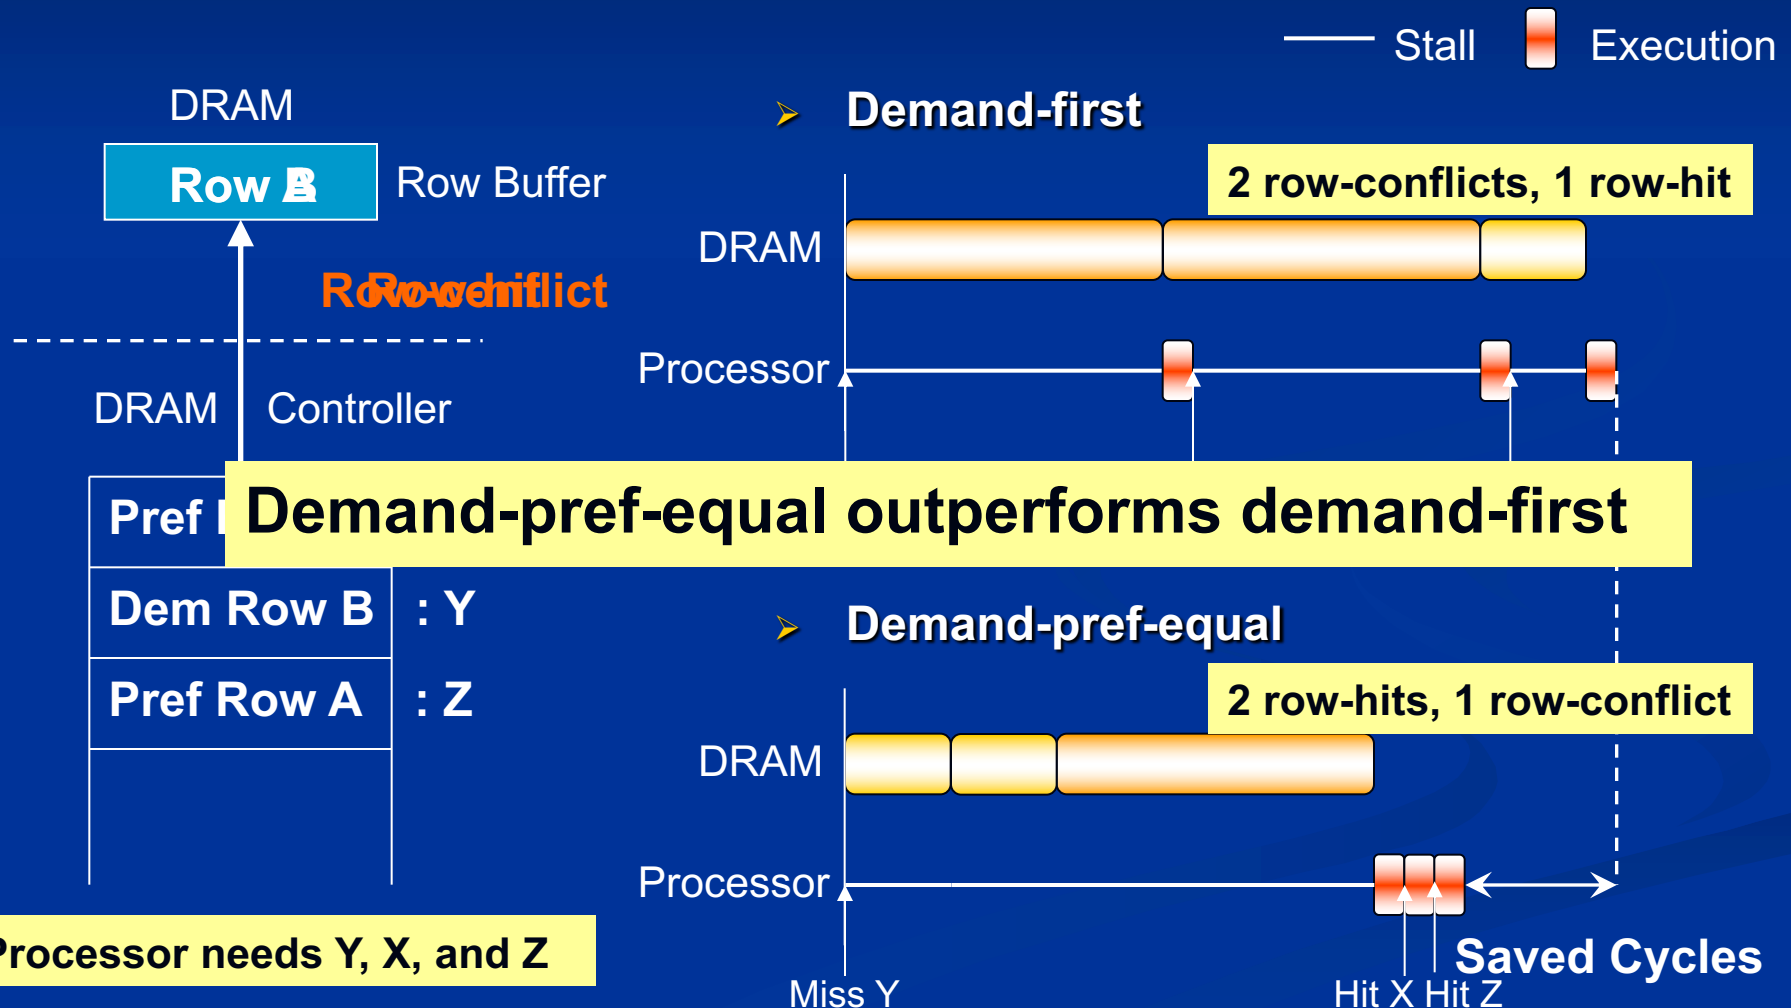 Stall
Execution
DRAM
Row
Row Buffer
Demand-first
2 row-conflicts, 1 row-hit
DRAM
Processor
DRAM Controller
Pref
Demand-pref-equal outperforms demand-first
Dem Row B : Y
Pref Row A : Z
Demand-pref-equal
2 row-hits, 1 row-conflict
DRAM
Processor
Processor needs Y, X, and Z
Saved Cycles
Miss Y
Hit X Hit Z